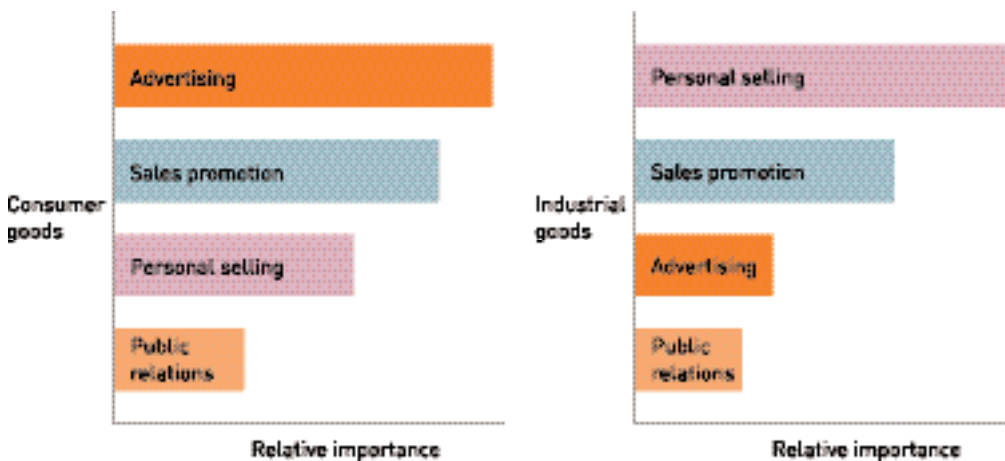 Advertising
Sales promotion
Consumer
goods
Personal selling
Public
relations
Relative importance
Personal selling
Sales promotion
Industrial
goods
Advertising
Public
relations
Relative importance